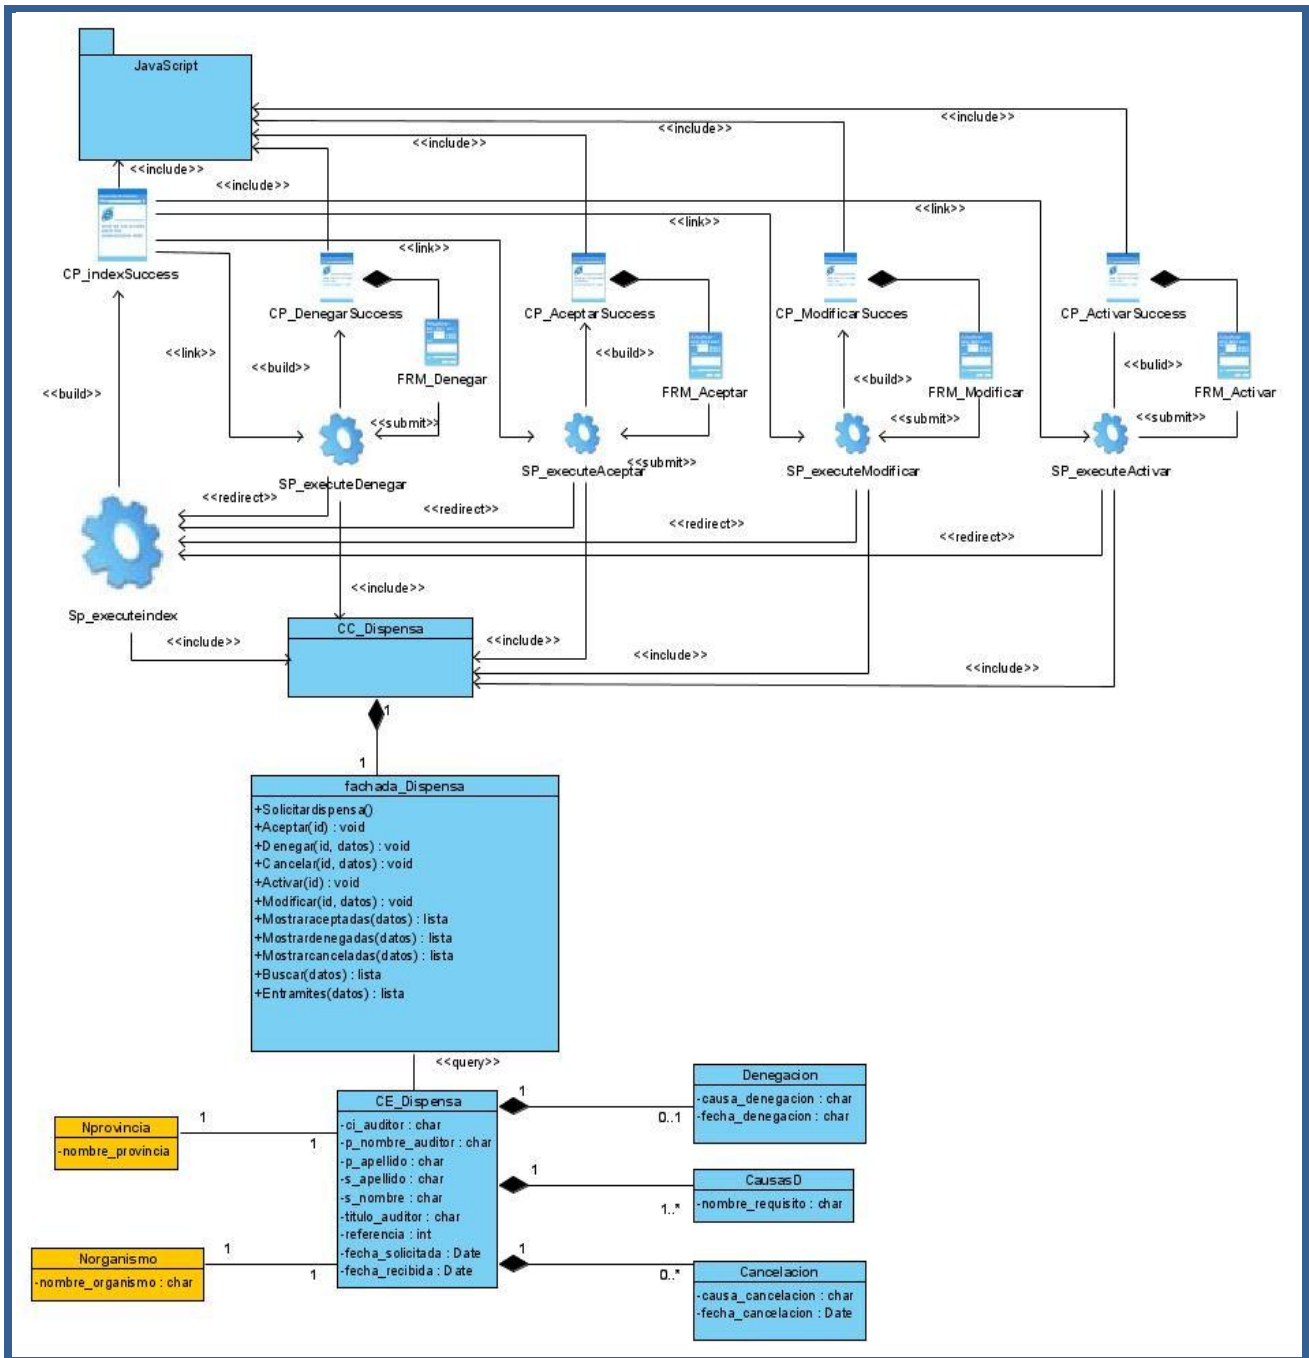 JavaScript
<<include>>
<<include>>
<<include>>
<<include>>
<<include>>
<<link>>
<<link>>
<<link>>
<<link>>
CP_indexSuccess
CP_DenegarSuccess
CP_AceptarSuccess
CP_ModificarSucces
CP_ActivarSuccess
<<build>>
<<build>>
<<build>>
<<build>>
<<bulid>>
FRM_Denegar
FRM_Aceptar
FRM_Modificar
FRM_Activar
<<submit>>
<<submit>>
<<submit>>
<<submit>>
SP_executeDenegar
SP_executeAceptar
SP_executeModificar
SP_executeActivar
<<redirect>>
<<redirect>>
<<redirect>>
<<redirect>>
Sp_executeindex
<<include>>
<<include>>
<<include>>
<<include>>
<<include>>
CC_Dispensa
1
1
fachada_Dispensa
+Solicitardispensa()
+Aceptar(id) : void
+Denegar(id, datos) : void
+Cancelar(id, datos) : void
+Activar(id) : void
+Modificar(id, datos) : void
+Mostraraceptadas(datos) : lista
+Mostrardenegadas(datos) : lista
+Mostrarcanceladas(datos) : lista
+Buscar(datos) : lista
+Entramites(datos) : lista
<<query>>
CE_Dispensa
-ci_auditor : char
-p_nombre_auditor : char
-p_apellido : char
-s_apellido : char
-s_nombre : char
-titulo_auditor : char
-referencia : int
-fecha_solicitada : Date
-fecha_recibida : Date
Nprovincia
-nombre_provincia
1
1
Norganismo
-nombre_organismo : char
1
1
1
0..1
Denegacion
-causa_denegacion : char
-fecha_denegacion : char
1
1..*
CausasD
-nombre_requisito : char
1
0..*
Cancelacion
-causa_cancelacion : char
-fecha_cancelacion : Date